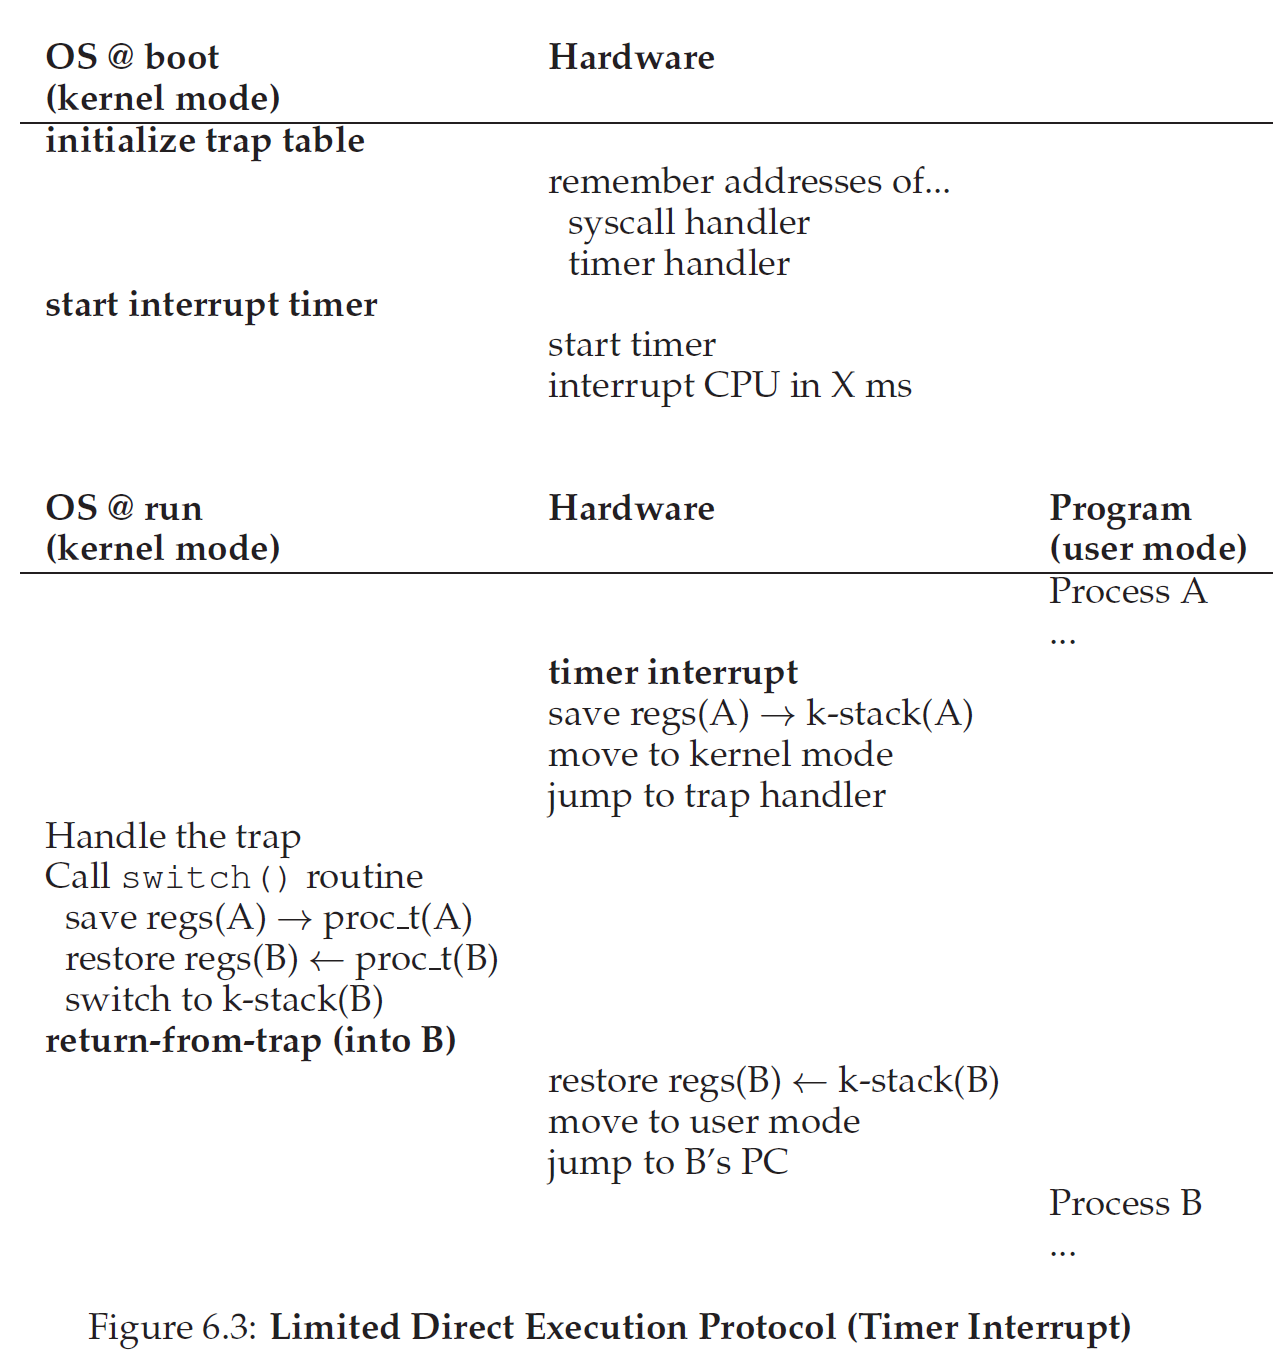 OS @ boot Hardware
(kernel mode)
initialize trap table
remember addresses of...
syscall handler
timer handler
start interrupt timer
start timer
interrupt CPU in X ms
OS @ run Hardware Program
(kernel mode) (user mode)
Process A
...
timer interrupt
save regs(A) → k-stack(A)
move to kernel mode
jump to trap handler
Handle the trap
Call switch() routine
save regs(A) → proc_t(A)
restore regs(B) ← proc_t(B)
switch to k-stack(B)
return-from-trap (into B)
restore regs(B) ← k-stack(B)
move to user mode
jump to B's PC
Process B
...
Figure 6.3: Limited Direct Execution Protocol (Timer Interrupt)